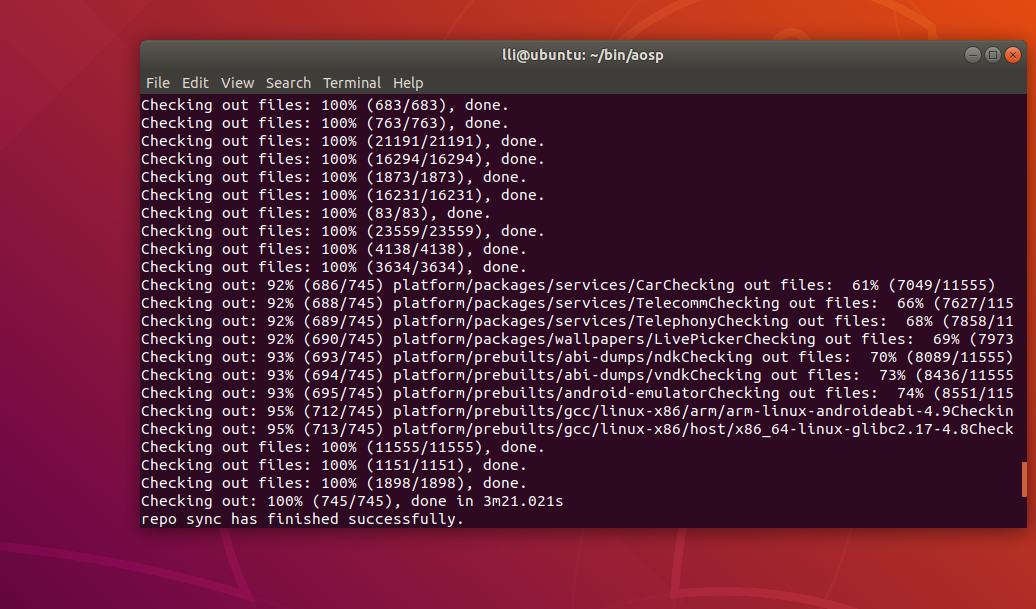 lli@ubuntu: ~/bin/aosp
File Edit View Search Terminal Help
Checking out files: 100% (683/683), done.
Checking out files: 100% (763/763), done.
Checking out files: 100% (21191/21191), done.
Checking out files: 100% (16294/16294), done.
Checking out files: 100% (1873/1873), done.
Checking out files: 100% (16231/16231), done.
Checking out files: 100% (83/83), done.
Checking out files: 100% (23559/23559), done.
Checking out files: 100% (4138/4138), done.
Checking out files: 100% (3634/3634), done.
Checking out: 92% (686/745) platform/packages/services/CarChecking out files:  61% (7049/11555)
Checking out: 92% (688/745) platform/packages/services/TelecommChecking out files:  66% (7627/115
Checking out: 92% (689/745) platform/packages/services/TelephonyChecking out files:  68% (7858/11
Checking out: 92% (690/745) platform/packages/wallpapers/LivePickerChecking out files:  69% (7973
Checking out: 93% (693/745) platform/prebuilts/abi-dumps/ndkChecking out files:  70% (8089/11555)
Checking out: 93% (694/745) platform/prebuilts/abi-dumps/vndkChecking out files:  73% (8436/11555
Checking out: 93% (695/745) platform/prebuilts/android-emulatorChecking out files:  74% (8551/115
Checking out: 95% (712/745) platform/prebuilts/gcc/linux-x86/arm/arm-linux-androideabi-4.9Checkin
Checking out: 95% (713/745) platform/prebuilts/gcc/linux-x86/host/x86_64-linux-glibc2.17-4.8Check
Checking out files: 100% (11555/11555), done.
Checking out files: 100% (1151/1151), done.
Checking out files: 100% (1898/1898), done.
Checking out: 100% (745/745), done in 3m21.021s
repo sync has finished successfully.